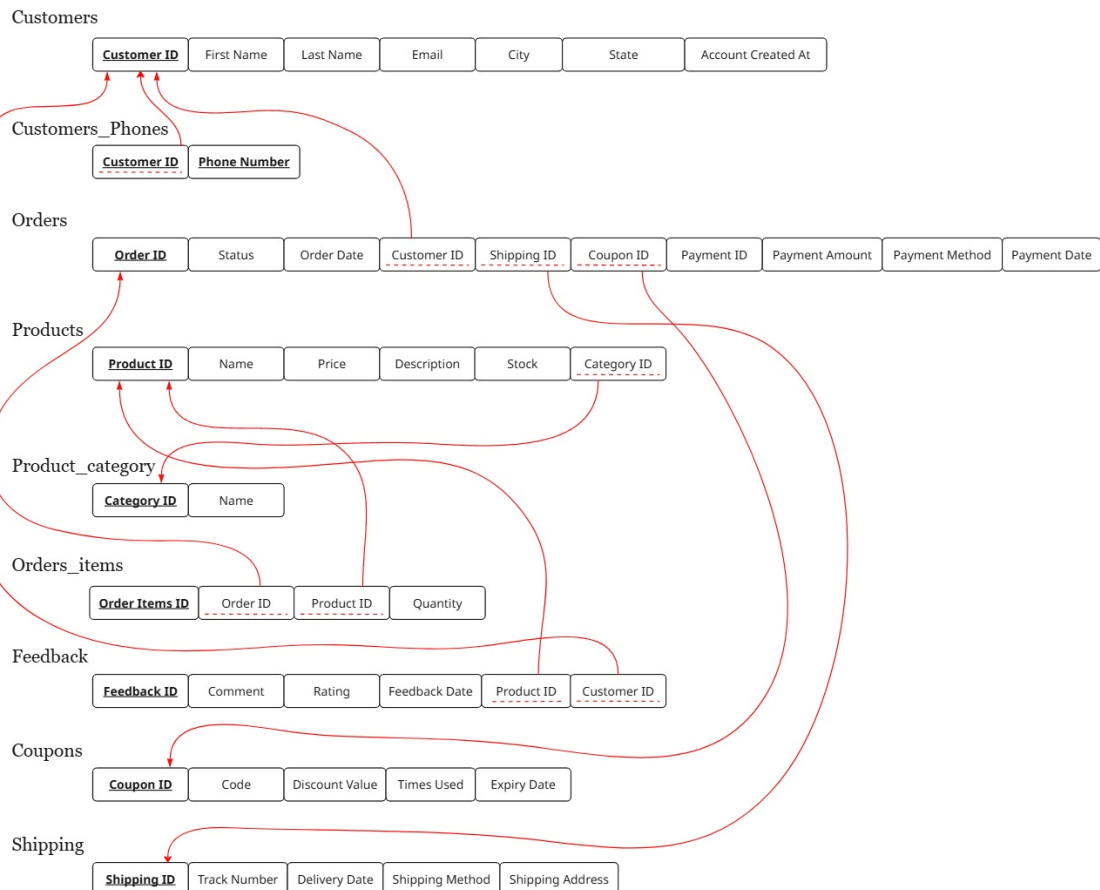 Customers
Customer ID First Name Last Name Email City State Account Created At
Customers_Phones
Customer ID Phone Number
Orders
Order ID Status Order Date Customer ID Shipping ID Coupon ID Payment ID Payment Amount Payment Method Payment Date
Products
Product ID Name Price Description Stock Category ID
Product_category
Category ID Name
Orders_items
Order Items ID Order ID Product ID Quantity
Feedback
Feedback ID Comment Rating Feedback Date Product ID Customer ID
Coupons
Coupon ID Code Discount Value Times Used Expiry Date
Shipping
Shipping ID Track Number Delivery Date Shipping Method Shipping Address